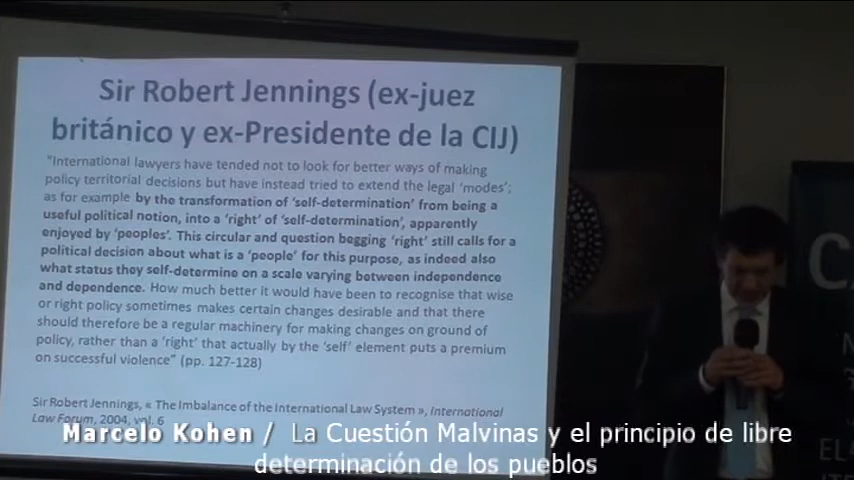 Sir Robert Jennings (ex-juez
británico y ex-Presidente de la CIJ)
"International lawyers have tended not to look for better ways of making
policy territorial decisions but have instead tried to extend the legal 'modes';
as for example by the transformation of 'self-determination' from being a
useful political notion, into a 'right' of 'self-determination', apparently
enjoyed by 'peoples'. This circular and question begging 'right' still calls for a
political decision about what is a 'people' for this purpose, as indeed also
what status they self-determine on a scale varying between independence
and dependence. How much better it would have been to recognise that wise
or right policy sometimes makes certain changes desirable and that there
should therefore be a regular machinery for making changes on ground of
policy, rather than a 'right' that actually by the 'self' element puts a premium
on successful violence" (pp. 127-128)
Sir Robert Jennings, « The Imbalance of the International Law System », International
Law Forum, 2004, vol. 6
Marcelo Kohen / La Cuestión Malvinas y el principio de libre
determinación de los pueblos